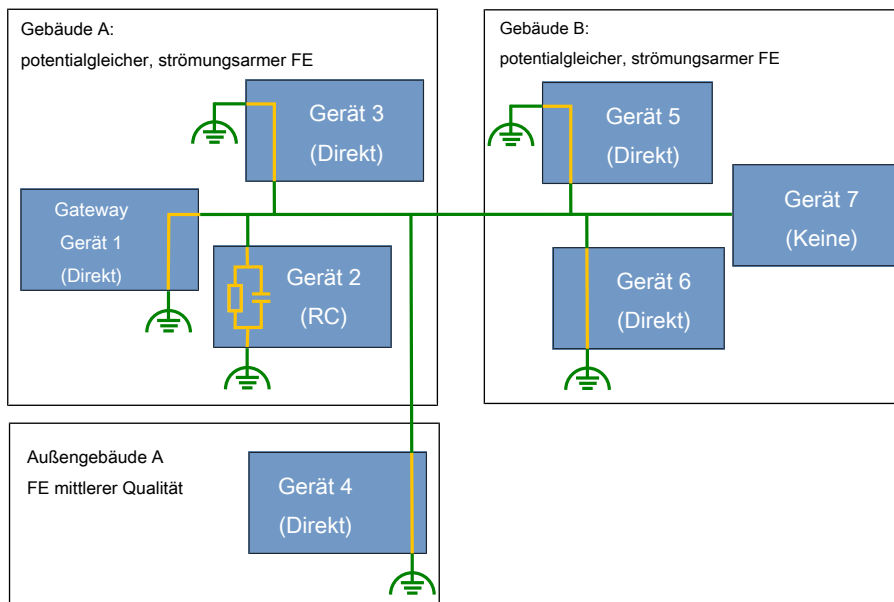 Gebäude A:
potentialgleicher, strömungsarmer FE
Gerät 3
(Direkt)
Gateway
Gerät 1
(Direkt)
Gerät 2
(RC)
Gebäude B:
potentialgleicher, strömungsarmer FE
Gerät 5
(Direkt)
Gerät 7
(Keine)
Gerät 6
(Direkt)
Außengebäude A
FE mittlerer Qualität
Gerät 4
(Direkt)